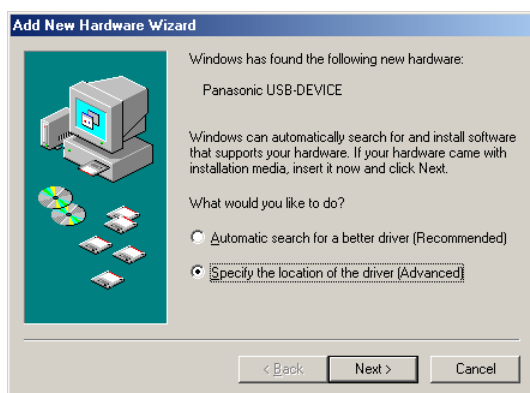 Add New Hardware Wizard
Windows has found the following new hardware:
Panasonic USB-DEVICE
Windows can automatically search for and install software
that supports your hardware. If your hardware came with
installation media, insert it now and click Next.
What would you like to do?
Automatic search for a better driver (Recommended)
Specify the location of the driver (Advanced)
< Back
Next >
Cancel